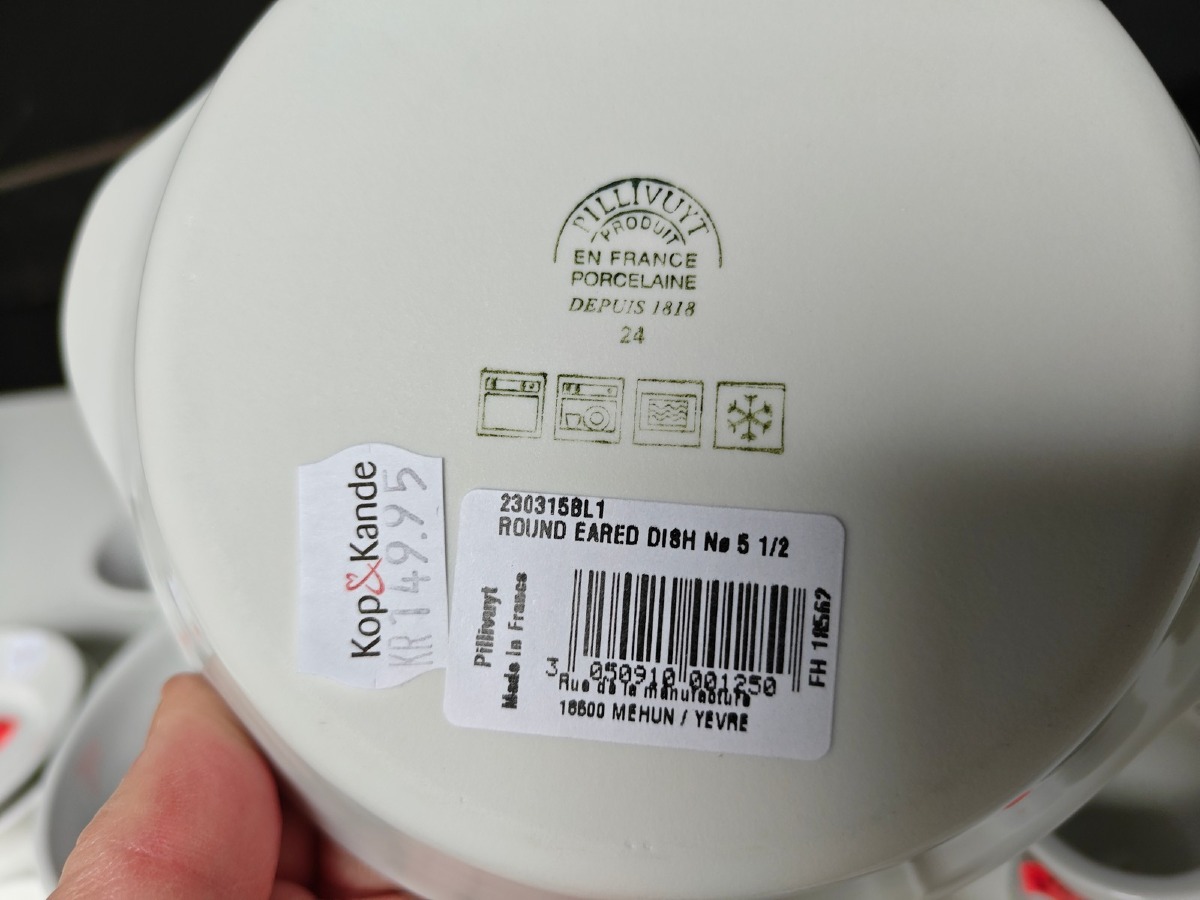 PILLIVUYT
PRODUIT
EN FRANCE
PORCELAINE
DEPUIS 1818
24
Kop&Kande
KR 149.95
230315BL1
ROUND EARED DISH No 5 1/2
Pillivuyt
Made in France
3 050910 001250
FH 18562
Rue de la manufacture
18500 MEHUN / YEVRE